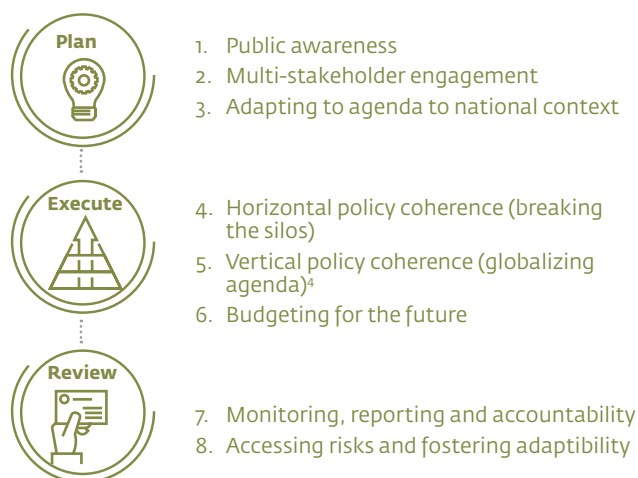 Plan
1. Public awareness
2. Multi-stakeholder engagement
3. Adapting to agenda to national context
Execute
4. Horizontal policy coherence (breaking
the silos)
5. Vertical policy coherence (globalizing
agenda)⁴
6. Budgeting for the future
Review
7. Monitoring, reporting and accountability
8. Accessing risks and fostering adaptibility